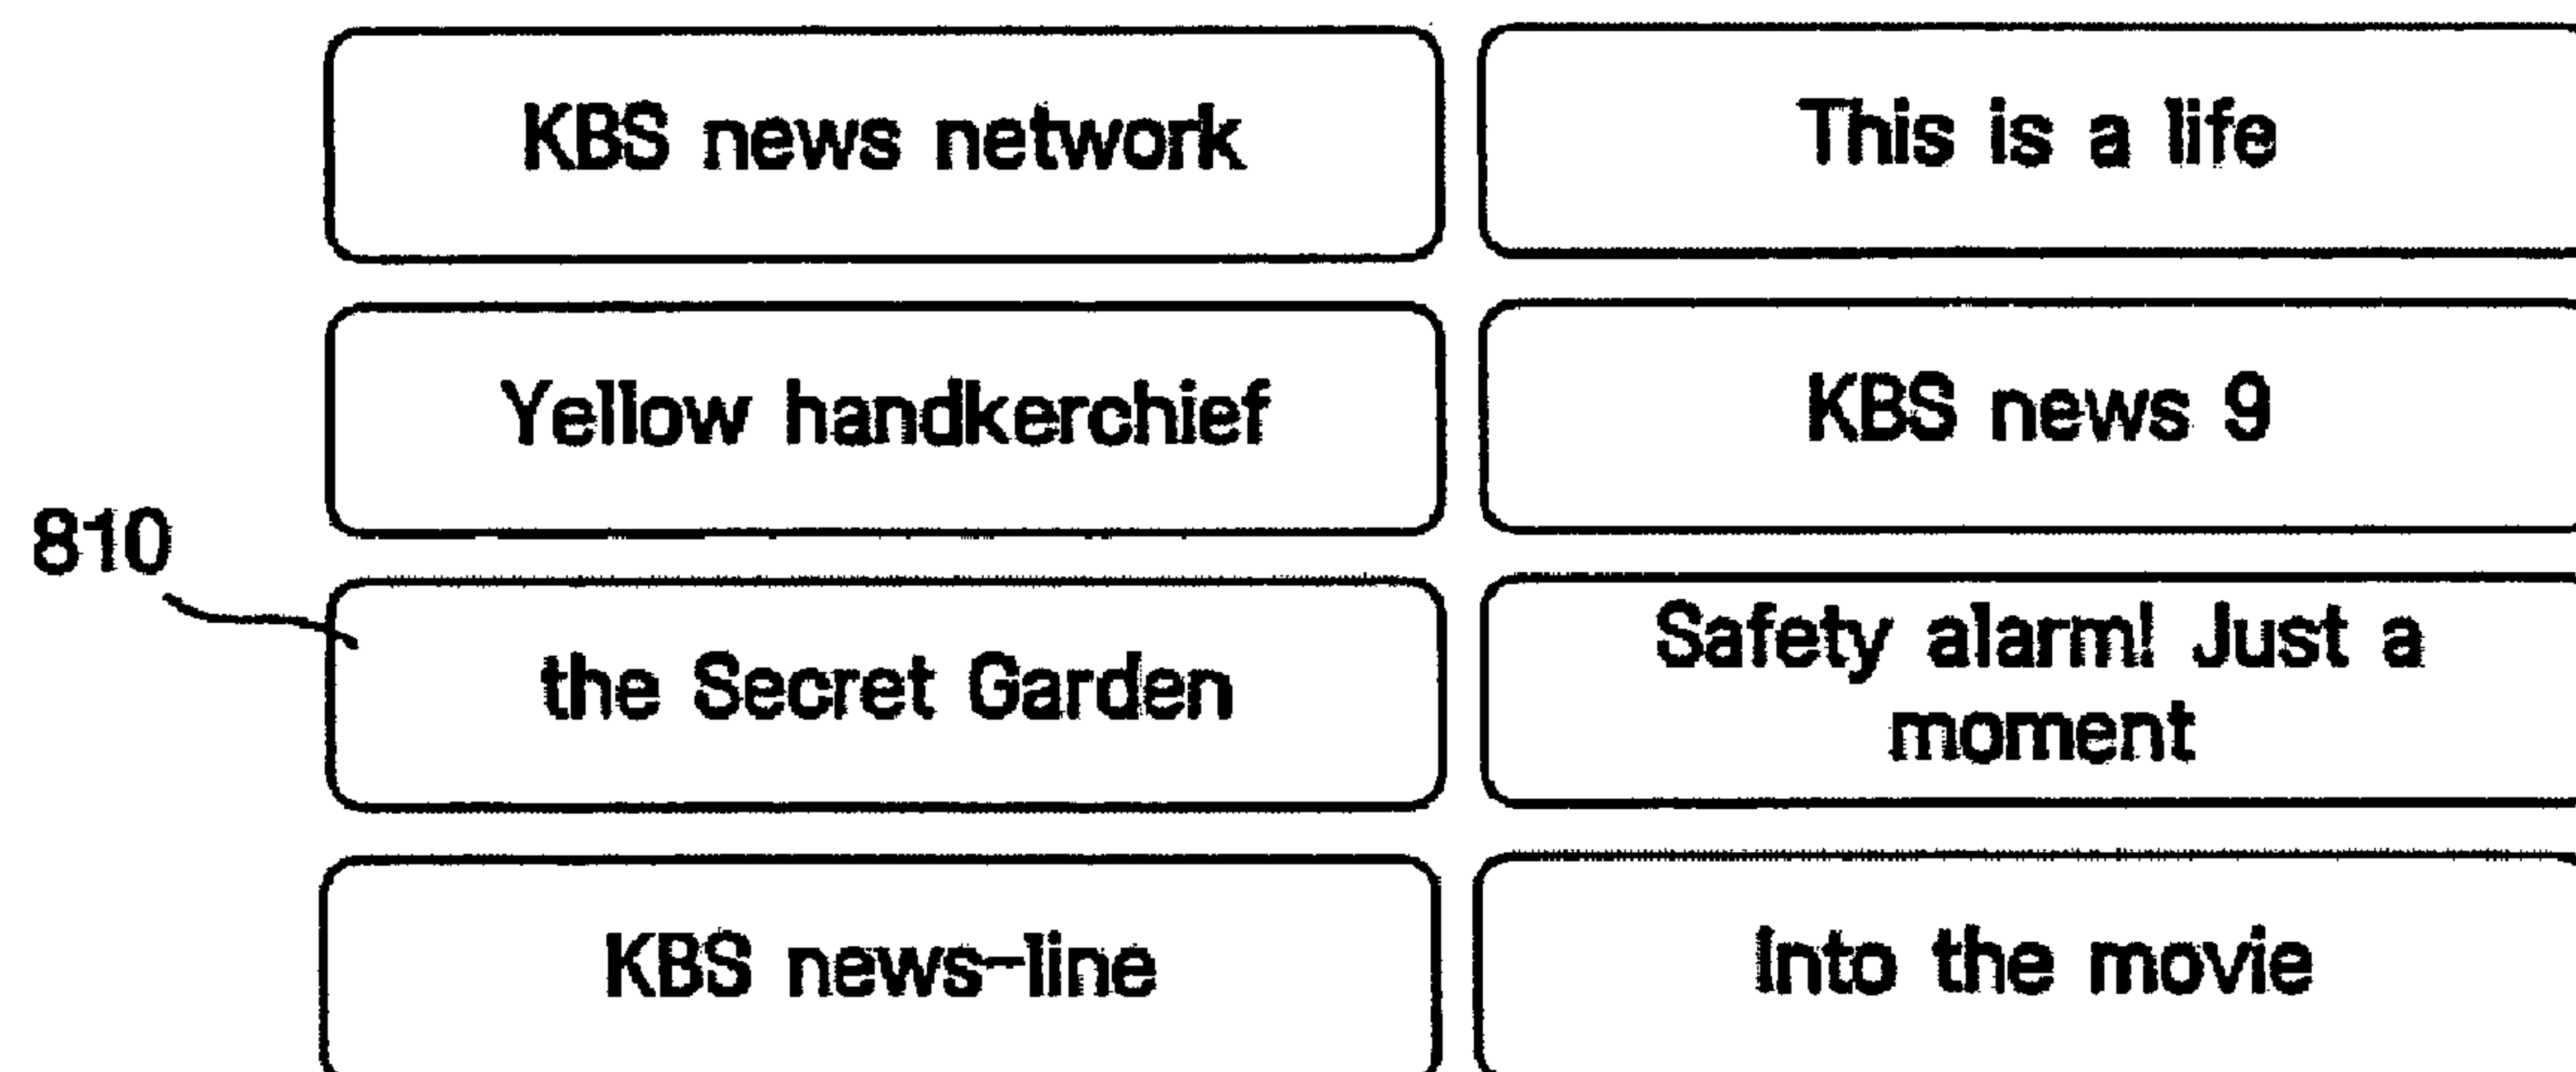 KBS news network
This is a life
Yellow handkerchief
KBS news 9
810
the Secret Garden
Safety alarm! Just a
moment
KBS news-line
Into the movie